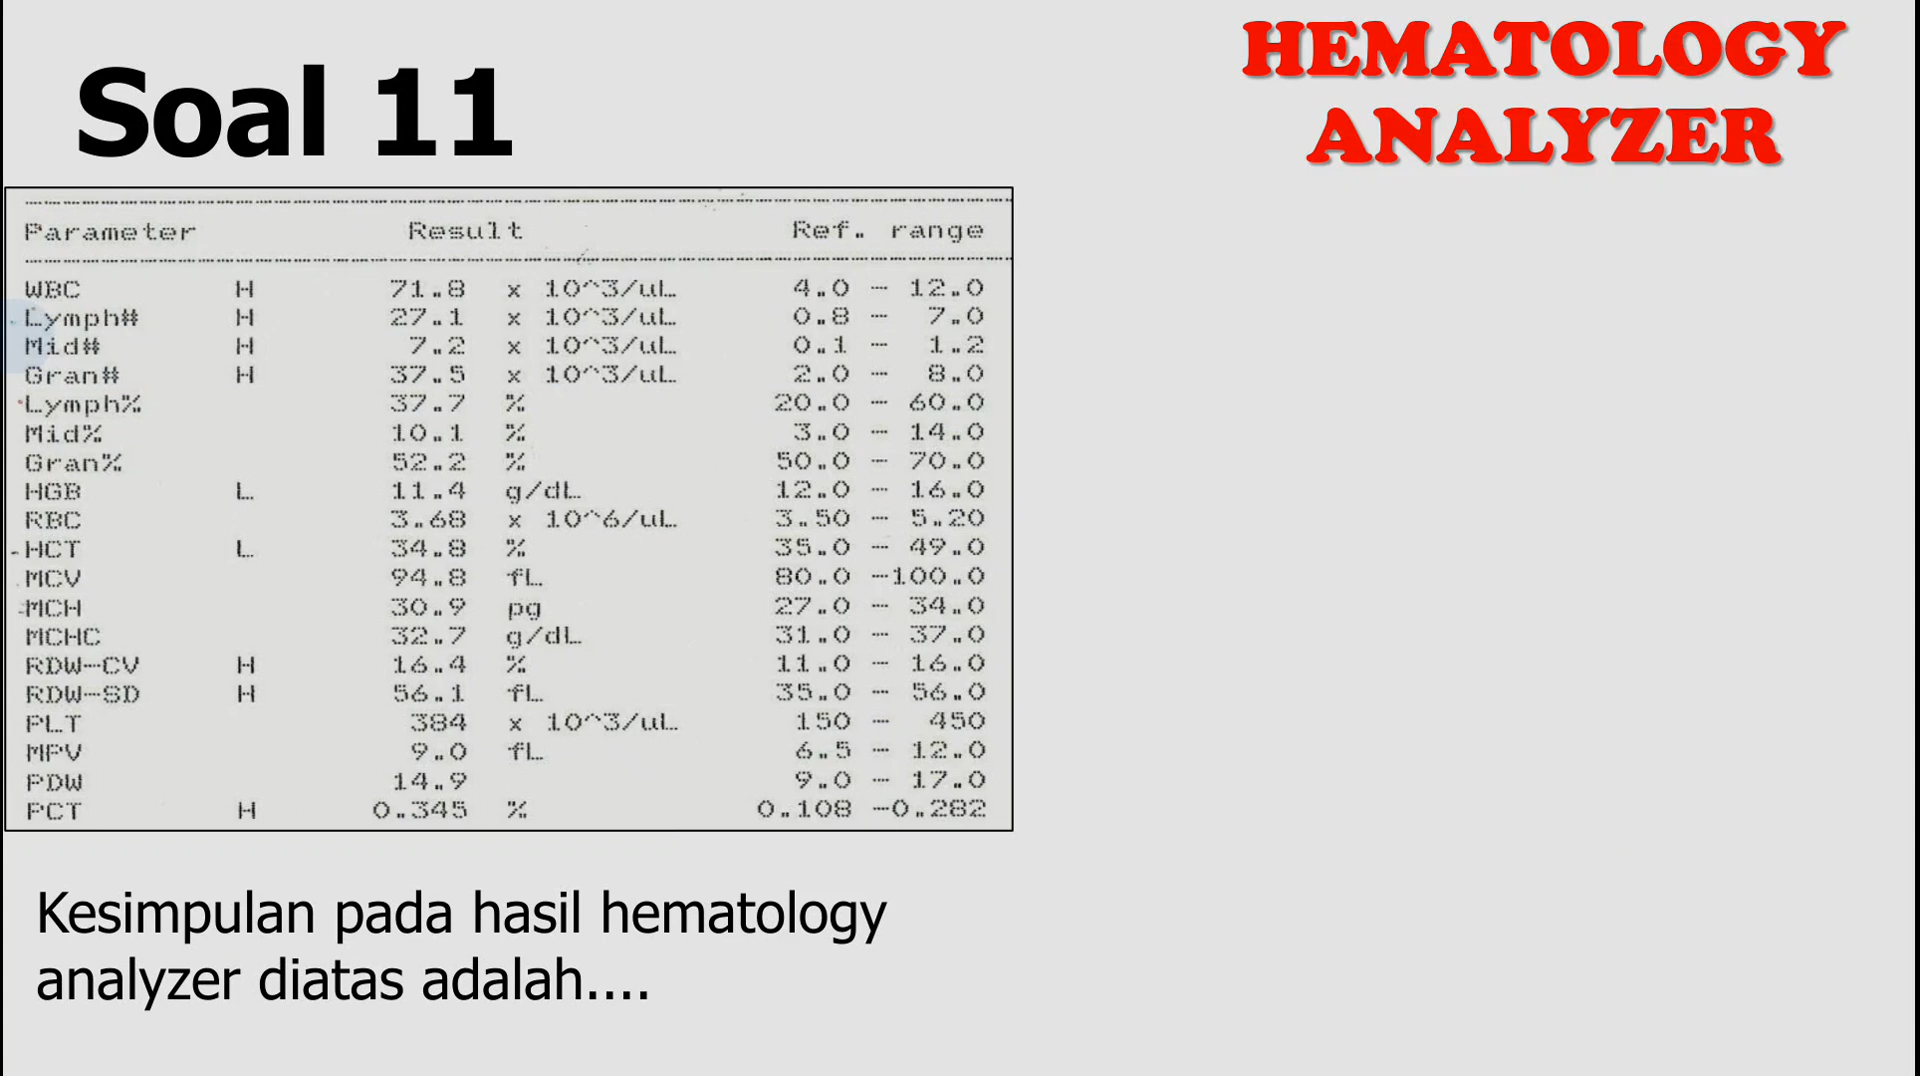 Soal 11
HEMATOLOGY
ANALYZER
Parameter Result Ref. range
WBC H 71.8 x 10^3/uL 4.0 - 12.0
Lymph# H 27.1 x 10^3/uL 0.8 - 7.0
Mid# H 7.2 x 10^3/uL 0.1 - 1.2
Gran# H 37.5 x 10^3/uL 2.0 - 8.0
Lymph% 37.7 % 20.0 - 60.0
Mid% 10.1 % 3.0 - 14.0
Gran% 52.2 % 50.0 - 70.0
HGB L 11.4 g/dL 12.0 - 16.0
RBC 3.68 x 10^6/uL 3.50 - 5.20
HCT L 34.8 % 35.0 - 49.0
MCV 94.8 fL 80.0 -100.0
MCH 30.9 pg 27.0 - 34.0
MCHC 32.7 g/dL 31.0 - 37.0
RDW-CV H 16.4 % 11.0 - 16.0
RDW-SD H 56.1 fL 35.0 - 56.0
PLT 384 x 10^3/uL 150 - 450
MPV 9.0 fL 6.5 - 12.0
PDW 14.9 9.0 - 17.0
PCT H 0.345 % 0.108 -0.282
Kesimpulan pada hasil hematology
analyzer diatas adalah....